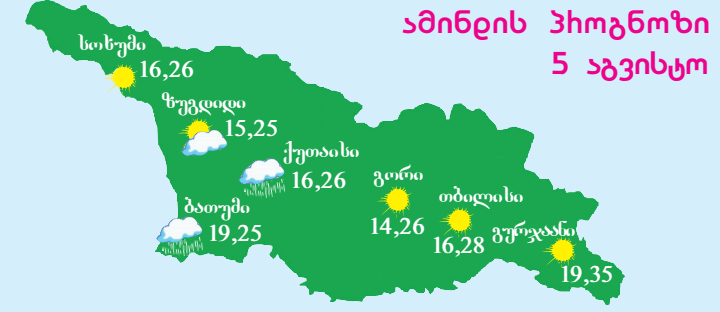 ამინდის პროგნოზი
5 აგვისტო
სოხუმი
16,26
ზუგდიდი
15,25
ქუთაისი
16,26
გორი
14,26
თბილისი
16,28
ბათუმი
19,25
გურჯაანი
19,35